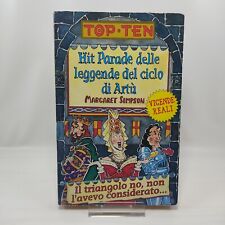 TOP•TEN
Hit Parade delle
leggende del ciclo
di Artù
MARGARET SIMPSON
VICENDE
REALI
Il triangolo no, non
l'avevo considerato...